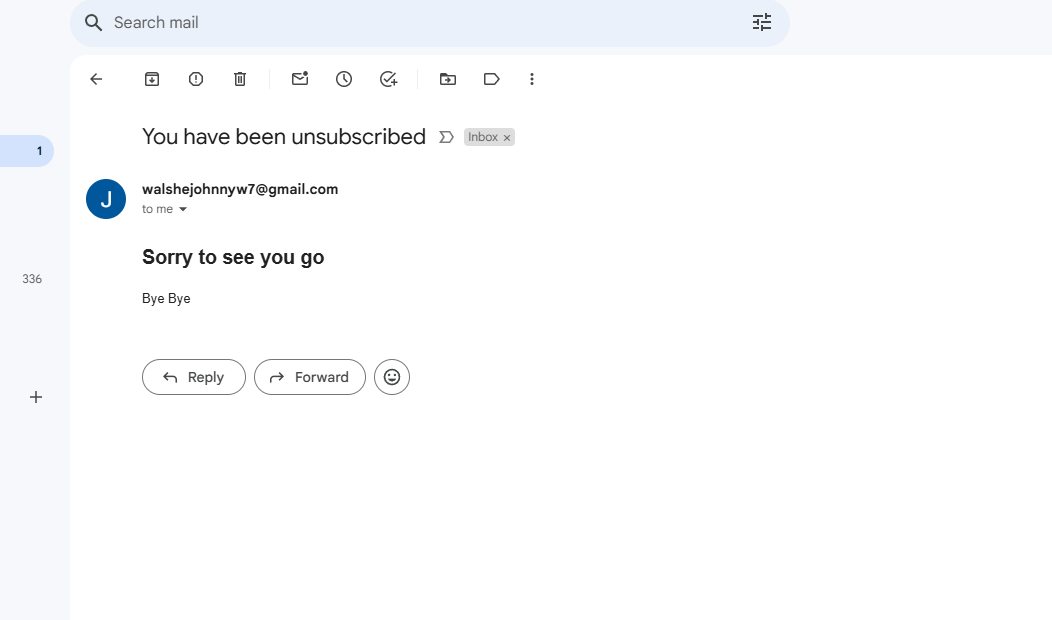 Search mail
You have been unsubscribed
Inbox ×
1
J
walshejohnnyw7@gmail.com
to me
Sorry to see you go
336
Bye Bye
Reply
Forward